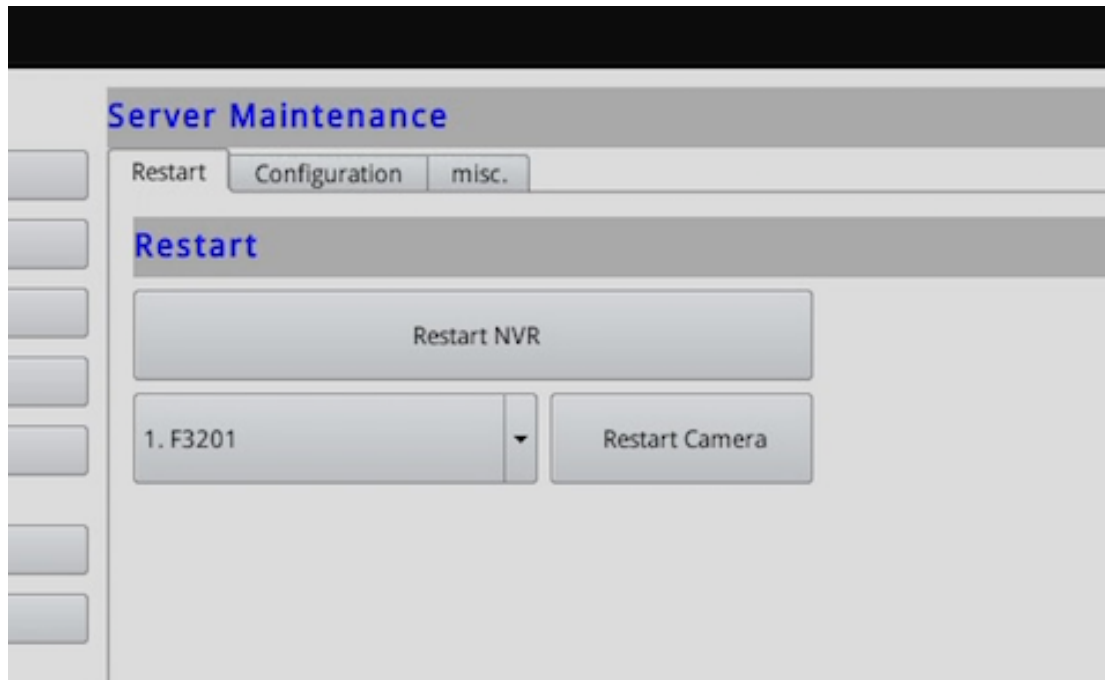 Server Maintenance
Restart Configuration misc.
Restart
Restart NVR
1. F3201 Restart Camera